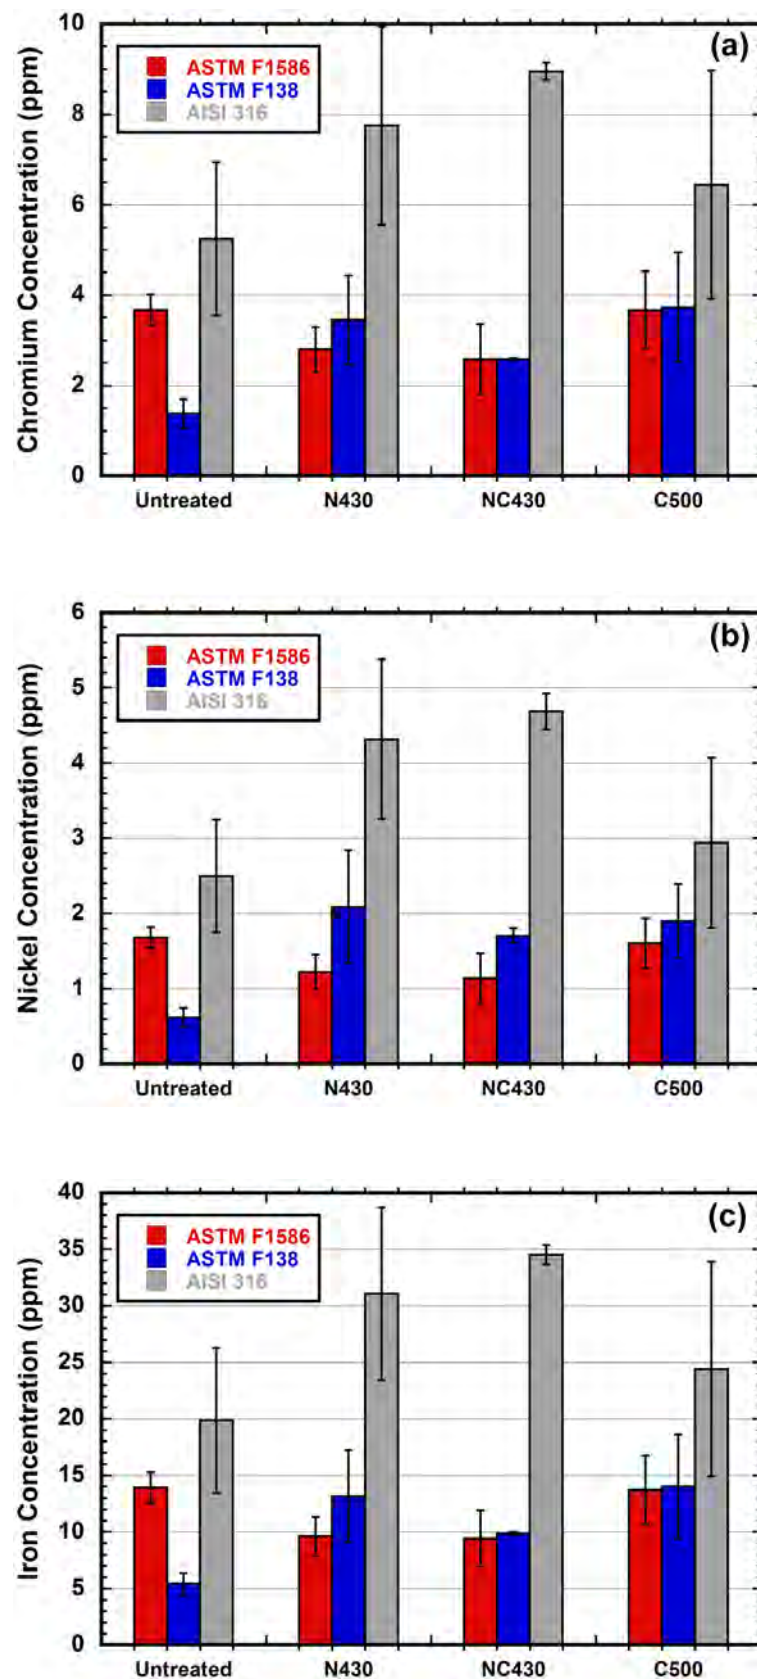 (a)
Chromium Concentration (ppm)
10
8
6
4
2
0
ASTM F1586
ASTM F138
AISI 316
Untreated N430 NC430 C500
(b)
Nickel Concentration (ppm)
6
5
4
3
2
1
0
ASTM F1586
ASTM F138
AISI 316
Untreated N430 NC430 C500
(c)
Iron Concentration (ppm)
40
35
30
25
20
15
10
5
0
ASTM F1586
ASTM F138
AISI 316
Untreated N430 NC430 C500